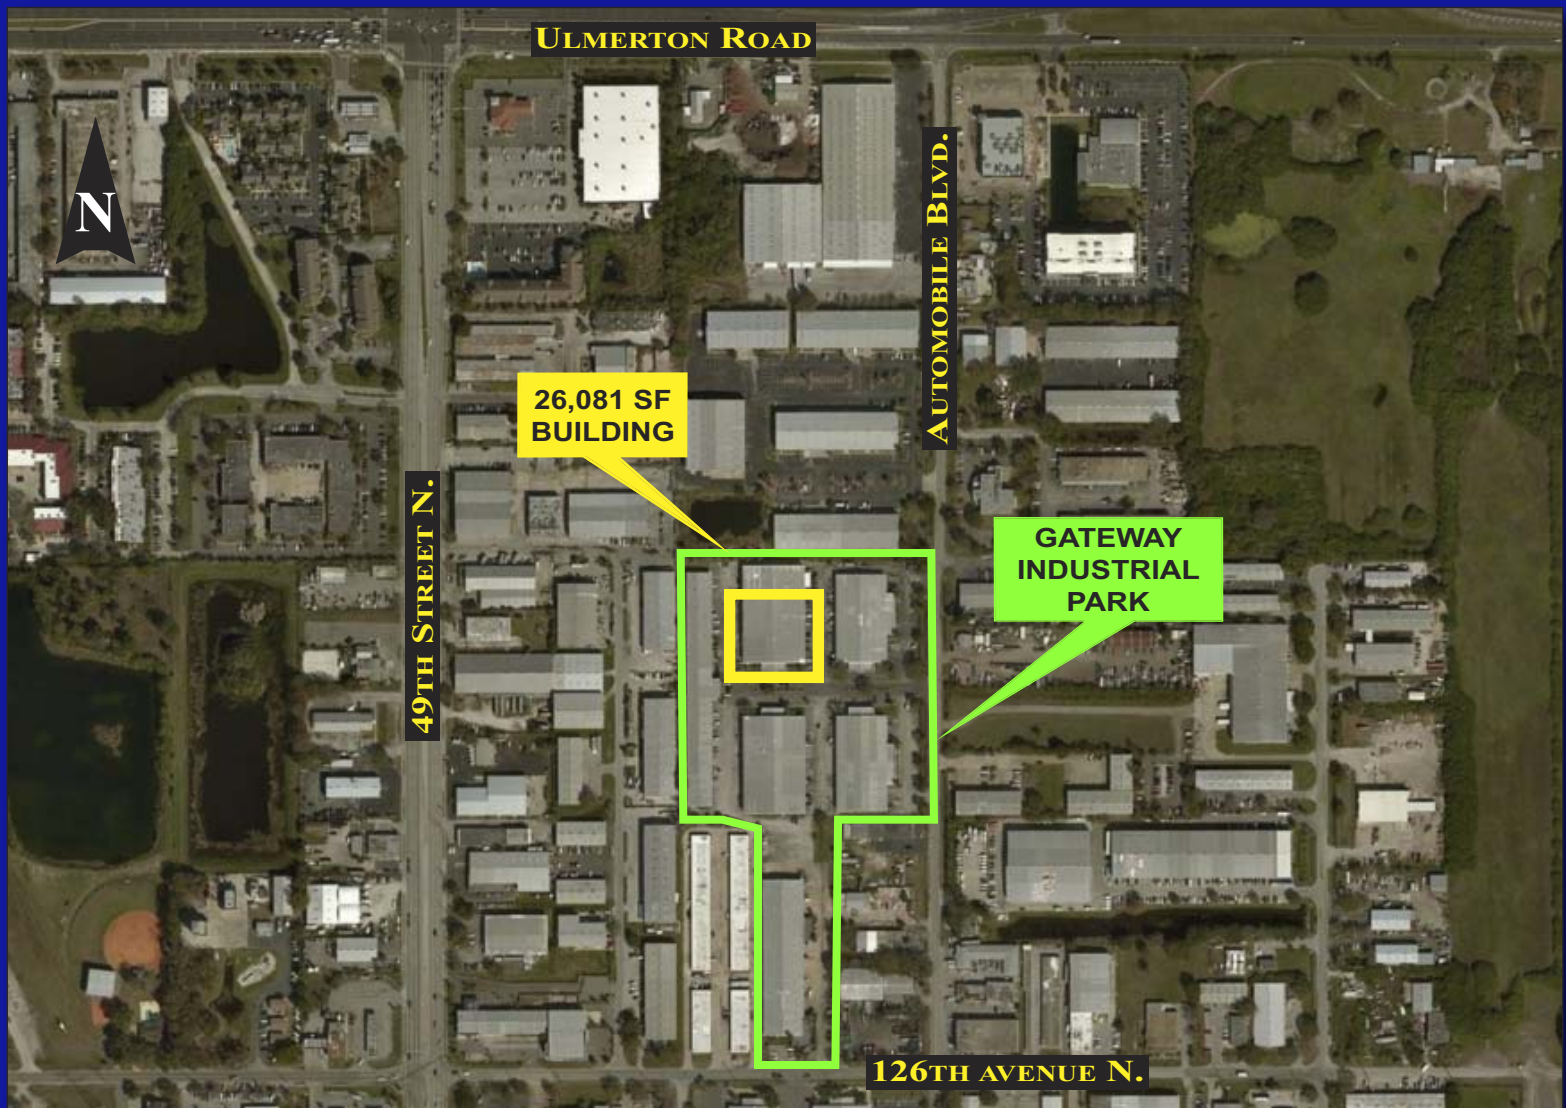 ULMERTON ROAD
N
AUTOMOBILE BLVD.
26,081 SF
BUILDING
49TH STREET N.
GATEWAY
INDUSTRIAL
PARK
126TH AVENUE N.